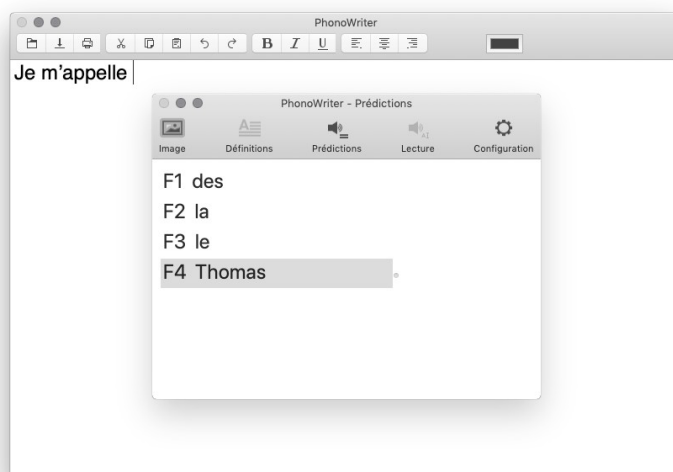 PhonoWriter
B I U
Je m'appelle
PhonoWriter - Prédictions
Image Définitions Prédictions Lecture Configuration
F1 des
F2 la
F3 le
F4 Thomas